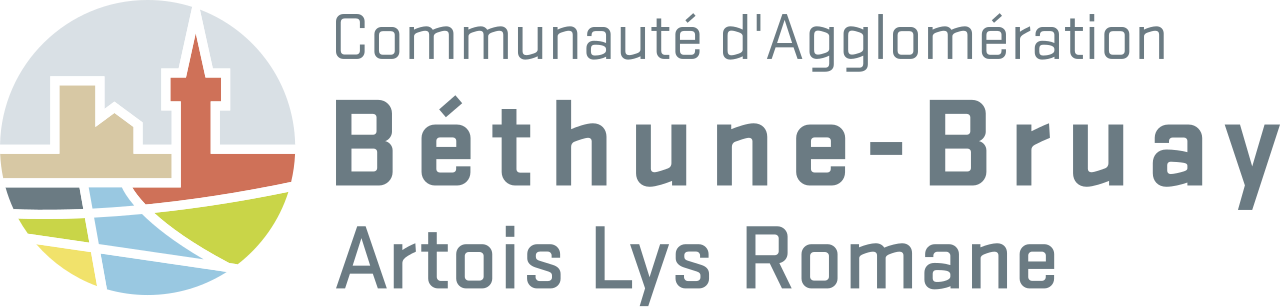 Communauté d'Agglomération
Béthune-Bruay
Artois Lys Romane